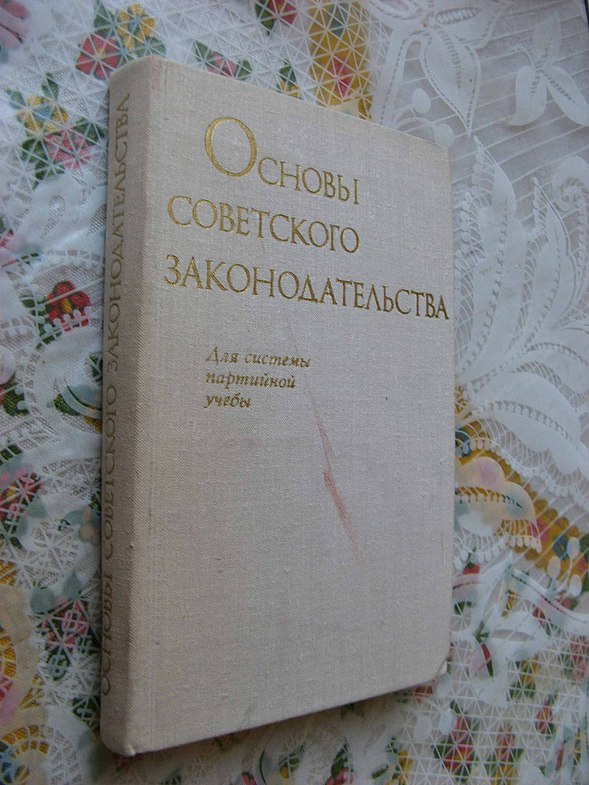 Основы
советского
законодательства
Для системы
партийной
учебы
ОСНОВЫ СОВЕТСКОГО ЗАКОНОДАТЕЛЬСТВА